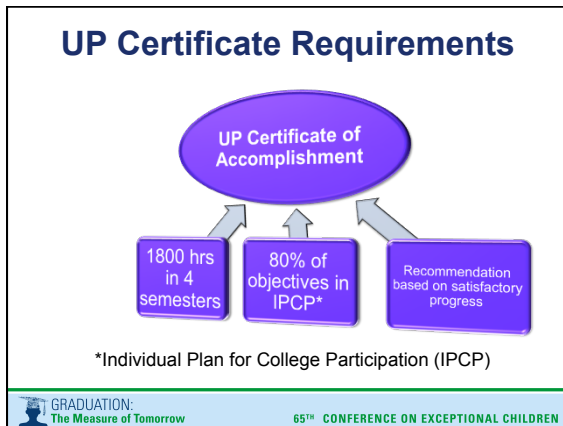 UP Certificate Requirements
UP Certificate of
Accomplishment
1800 hrs
in 4
semesters
80% of
objectives in
IPCP*
Recommendation
based on satisfactory
progress
*Individual Plan for College Participation (IPCP)
GRADUATION:
The Measure of Tomorrow
65TH CONFERENCE ON EXCEPTIONAL CHILDREN